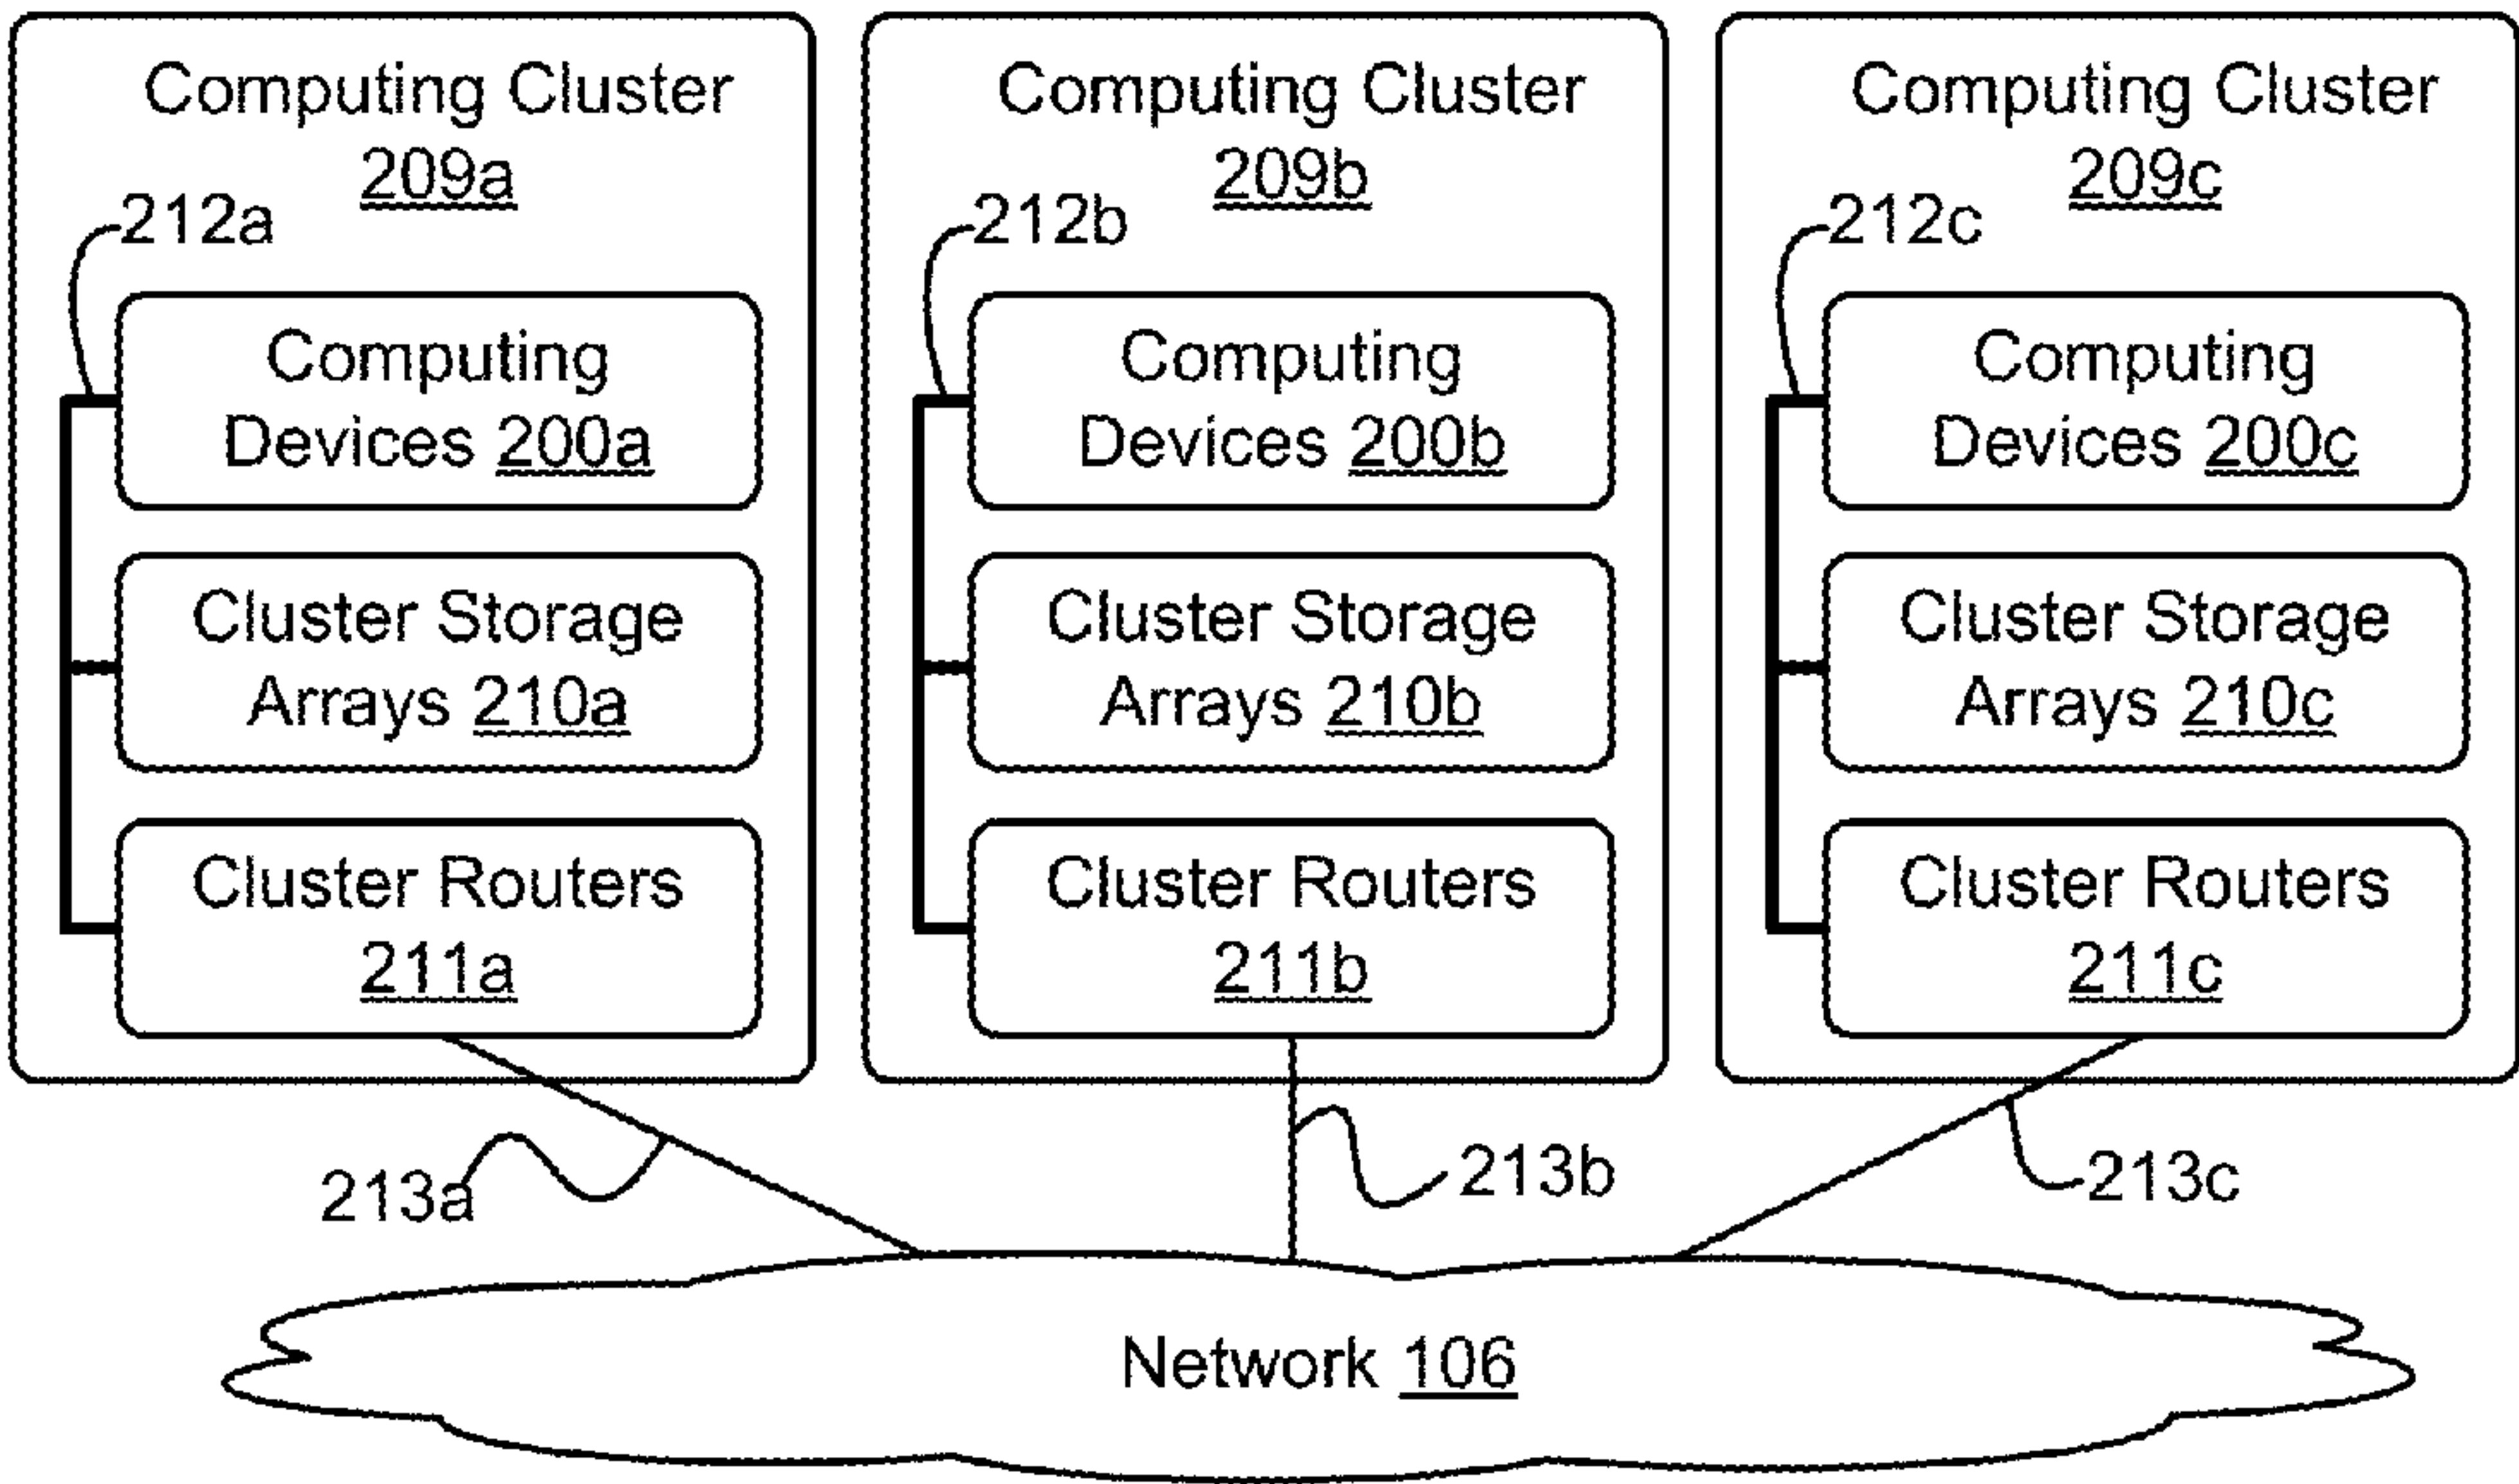 Computing Cluster
209a
212a
Computing
Devices 200a
Cluster Storage
Arrays 210a
Cluster Routers
211a
Computing Cluster
209b
212b
Computing
Devices 200b
Cluster Storage
Arrays 210b
Cluster Routers
211b
Computing Cluster
209c
212c
Computing
Devices 200c
Cluster Storage
Arrays 210c
Cluster Routers
211c
213a
213b
213c
Network 106